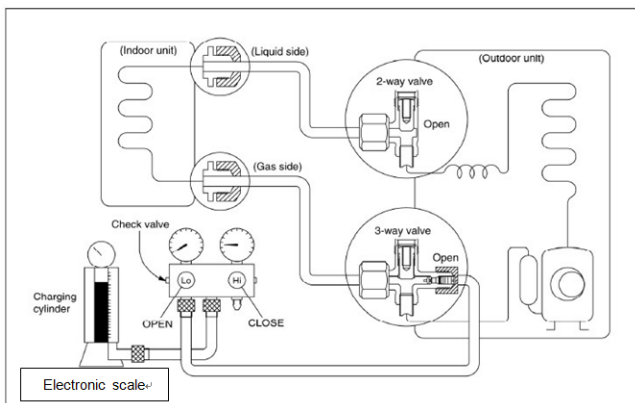 (Indoor unit)
(Liquid side)
2-way valve
(Outdoor unit)
Open
(Gas side)
3-way valve
Open
Check valve
Lo
Hi
Charging
cylinder
OPEN
CLOSE
Electronic scale